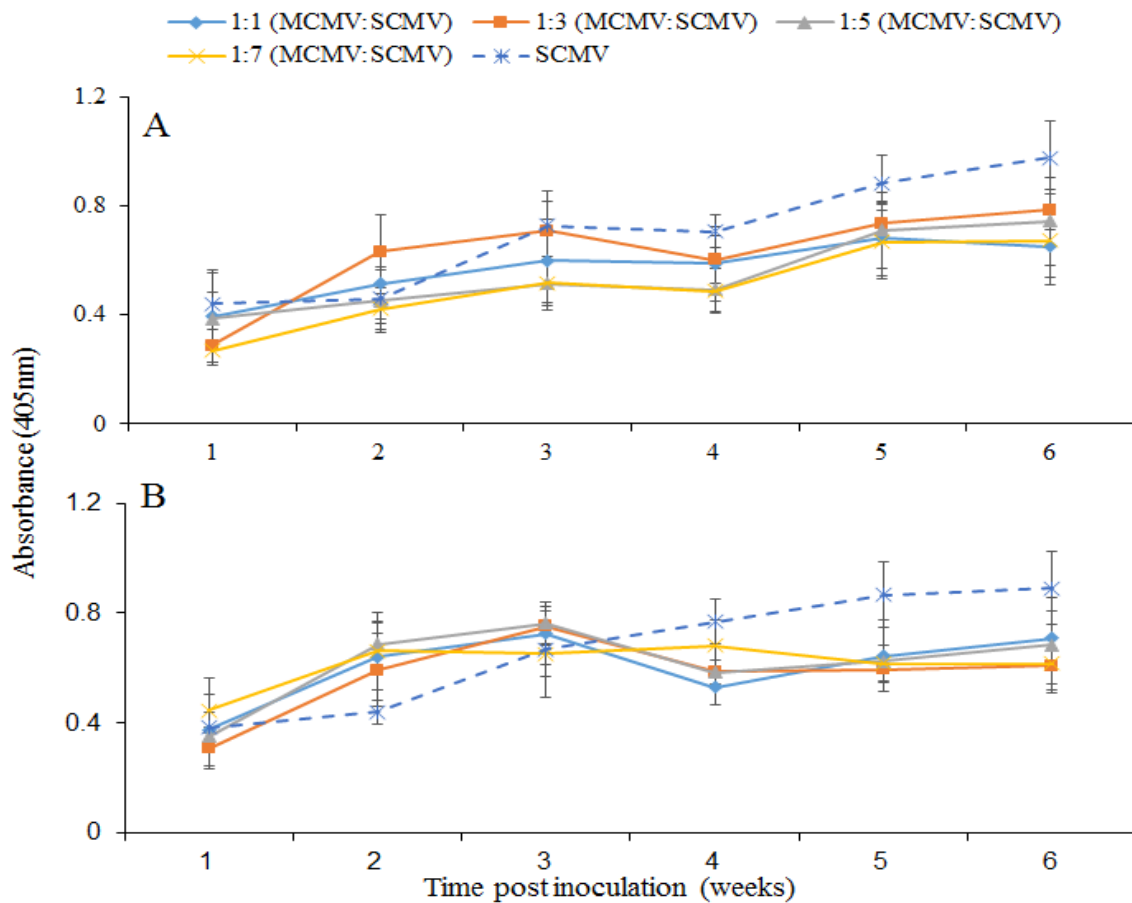 1:1 (MCMV:SCMV) 1:3 (MCMV:SCMV) 1:5 (MCMV:SCMV)
1:7 (MCMV:SCMV) SCMV
1.2
A
0.8
0.4
0
1 2 3 4 5 6
Absorbance (405nm)
1.2
B
0.8
0.4
0
1 2 3 4 5 6
Time post inoculation (weeks)